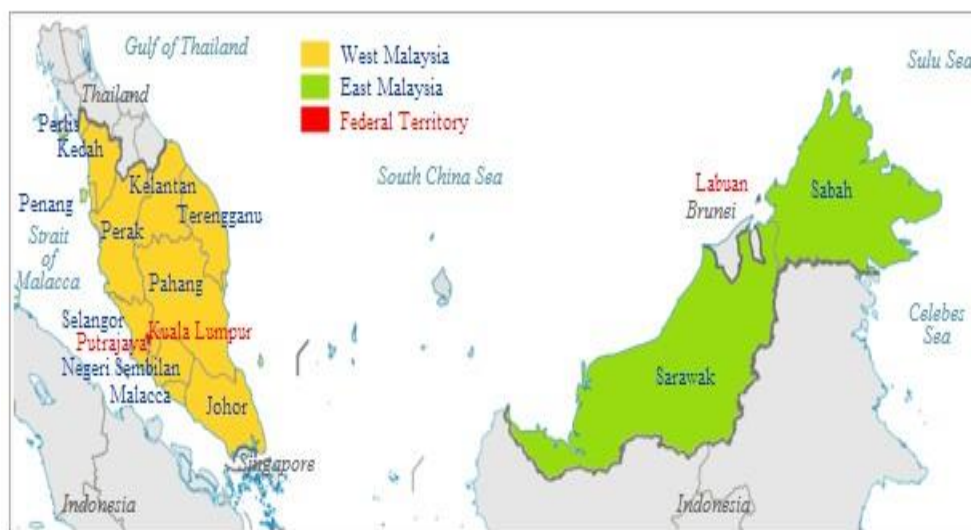 Gulf of Thailand
West Malaysia
East Malaysia
Federal Territory
Sulu Sea
Thailand
Perlis
Kedah
Kelantan
Penang
Terengganu
Perak
Strait
of
Malacca
South China Sea
Labuan
Brunei
Sabah
Pahang
Selangor
Kuala Lumpur
Putrajaya
Negeri Sembilan
Malacca
Johor
Celebes
Sea
Sarawak
Singapore
Indonesia
Indonesia